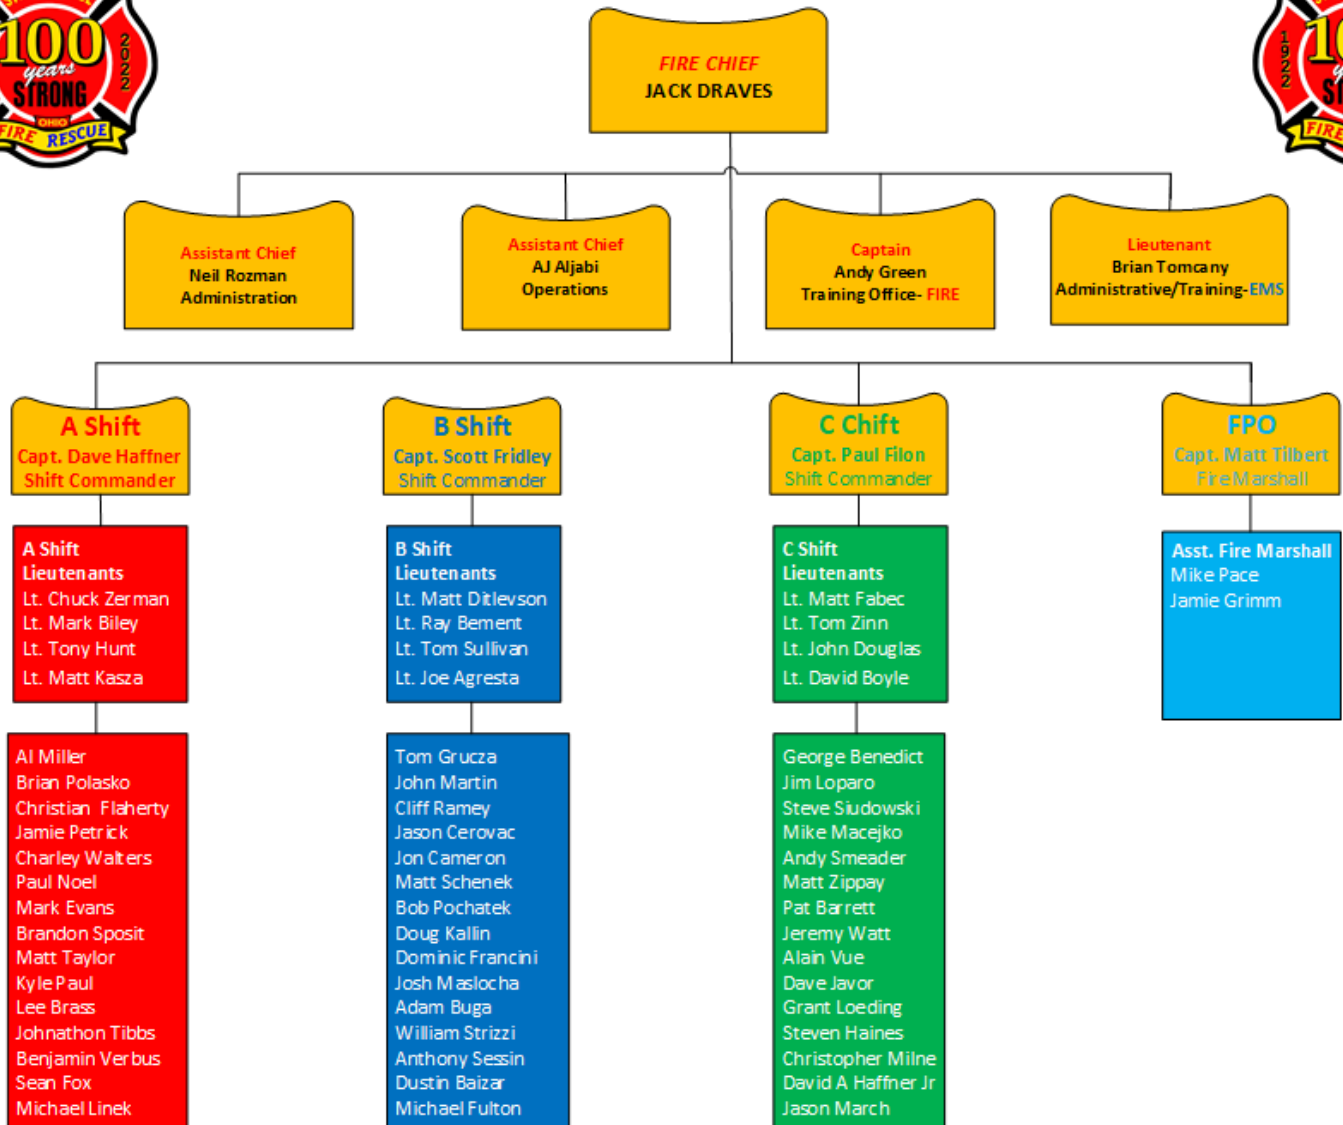 100
years
STRONG
2022
OHIO
FIRE RESCUE
1922
FIRE
FIRE CHIEF
JACK DRAVES
Assistant Chief
Neil Rozman
Administration
Assistant Chief
AJ Aljabi
Operations
Captain
Andy Green
Training Office- FIRE
Lieutenant
Brian Tomcany
Administrative/Training-EMS
A Shift
Capt. Dave Haffner
Shift Commander
B Shift
Capt. Scott Fridley
Shift Commander
C Chift
Capt. Paul Filon
Shift Commander
FPO
Capt. Matt Tilbert
Fire Marshall
A Shift
Lieutenants
Lt. Chuck Zerman
Lt. Mark Biley
Lt. Tony Hunt
Lt. Matt Kasza
B Shift
Lieutenants
Lt. Matt Ditlevson
Lt. Ray Bement
Lt. Tom Sullivan
Lt. Joe Agresta
C Shift
Lieutenants
Lt. Matt Fabec
Lt. Tom Zinn
Lt. John Douglas
Lt. David Boyle
Asst. Fire Marshall
Mike Pace
Jamie Grimm
Al Miller
Brian Polasko
Christian Flaherty
Jamie Petrick
Charley Walters
Paul Noel
Mark Evans
Brandon Sposit
Matt Taylor
Kyle Paul
Lee Brass
Johnathon Tibbs
Benjamin Verbus
Sean Fox
Michael Linek
Tom Grucza
John Martin
Cliff Ramey
Jason Cerovac
Jon Cameron
Matt Schenek
Bob Pochatek
Doug Kallin
Dominic Francini
Josh Maslocha
Adam Buga
William Strizzi
Anthony Sessin
Dustin Baizar
Michael Fulton
George Benedict
Jim Loparo
Steve Siudowski
Mike Macejko
Andy Smeader
Matt Zippay
Pat Barrett
Jeremy Watt
Alain Vue
Dave Javor
Grant Loeding
Steven Haines
Christopher Milne
David A Haffner Jr
Jason March